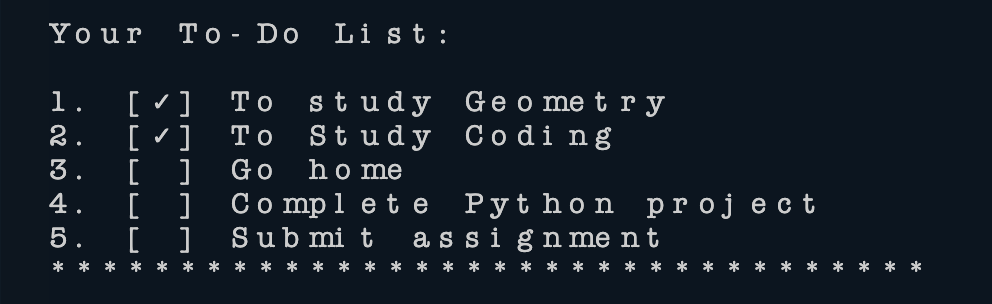 Your To-Do List:
1. [✓] To study Geometry
2. [✓] To Study Coding
3. [ ] Go home
4. [ ] Complete Python project
5. [ ] Submit assignment
**********************************